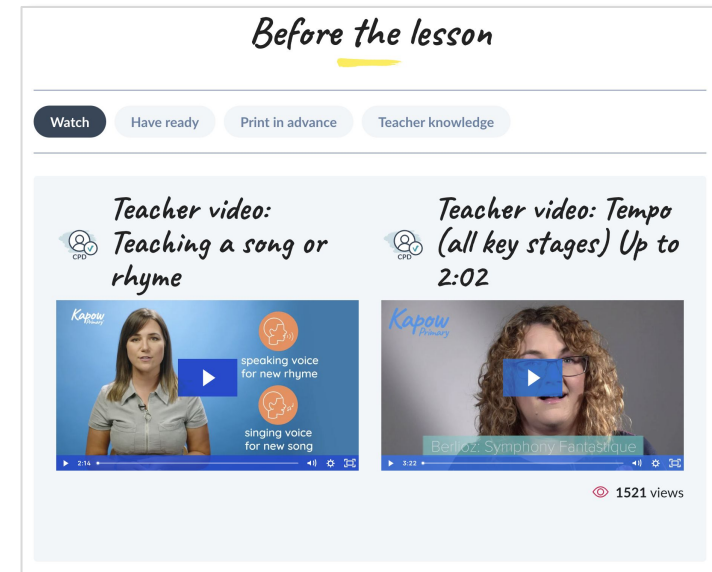 Before the lesson
Watch
Have ready
Print in advance
Teacher knowledge
CPD
Teacher video:
Teaching a song or
rhyme
Kapow
Primary
speaking voice
for new rhyme
singing voice
for new song
2:14
CPD
Teacher video: Tempo
(all key stages) Up to
2:02
Kapow
Primary
Berlioz: Symphony Fantastique
3:22
1521 views